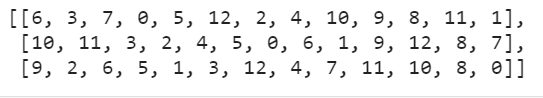 [[6, 3, 7, 0, 5, 12, 2, 4, 10, 9, 8, 11, 1],
[10, 11, 3, 2, 4, 5, 0, 6, 1, 9, 12, 8, 7],
[9, 2, 6, 5, 1, 3, 12, 4, 7, 11, 10, 8, 0]]